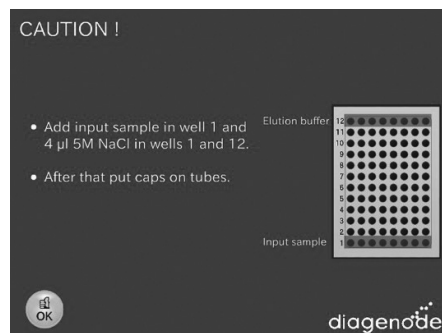 CAUTION !
• Add input sample in well 1 and
4 µl 5M NaCl in wells 1 and 12.
• After that put caps on tubes.
Elution buffer
12
11
10
9
8
7
6
5
4
3
2
1
Input sample
OK
diagenode